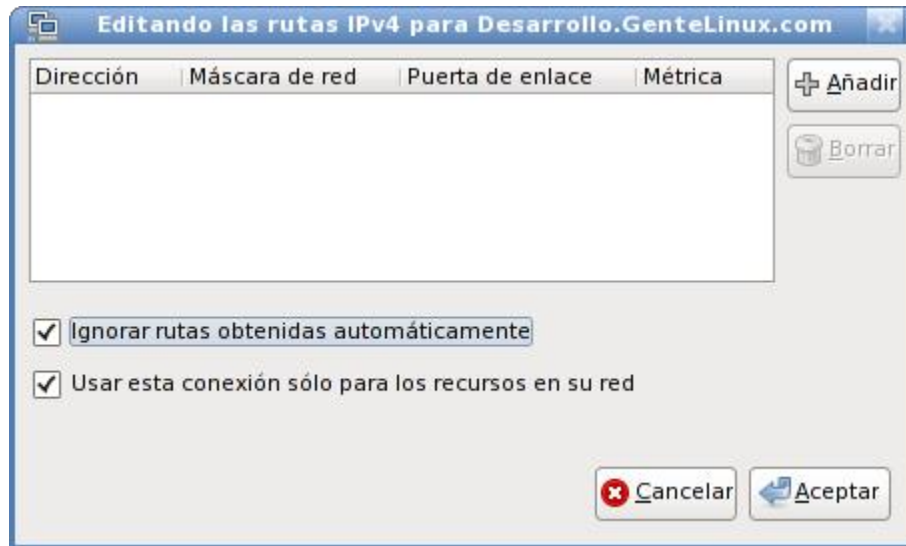 Editando las rutas IPv4 para Desarrollo.GenteLinux.com
Dirección Máscara de red Puerta de enlace Métrica
Añadir
Borrar
Ignorar rutas obtenidas automáticamente
Usar esta conexión sólo para los recursos en su red
Cancelar Aceptar